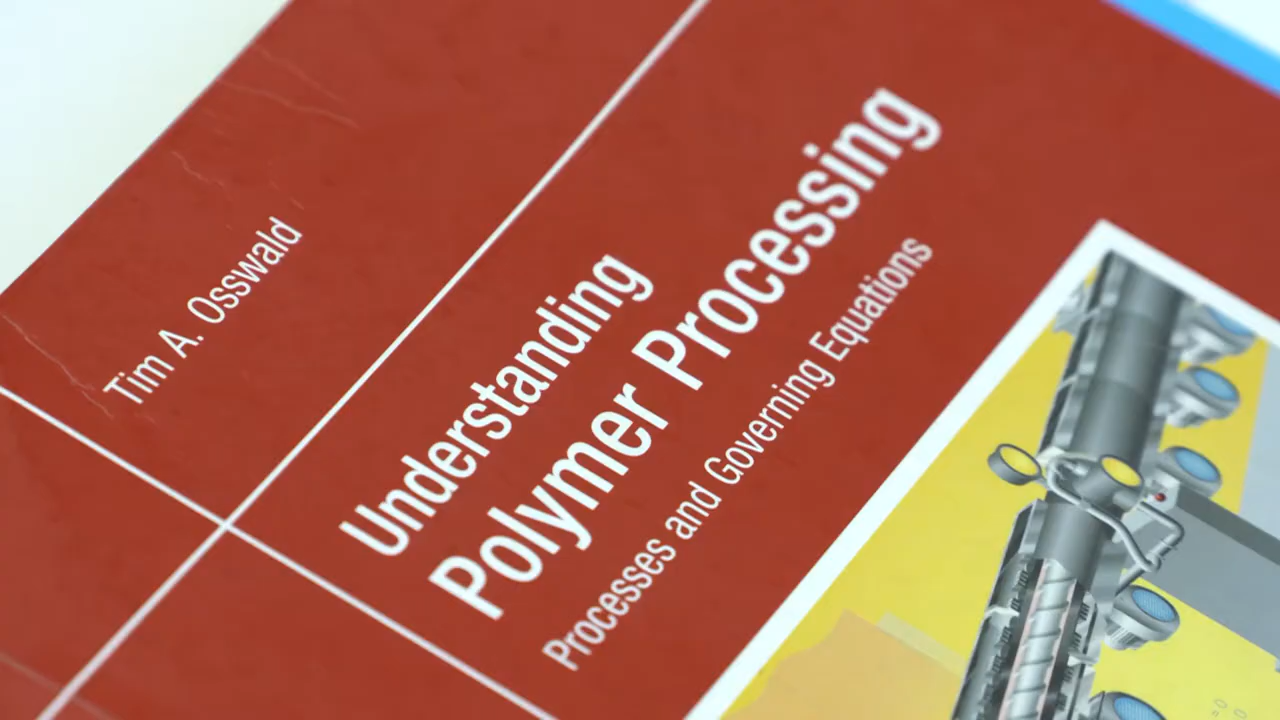 Tim A. Osswald
Understanding
Polymer Processing
Processes and Governing Equations